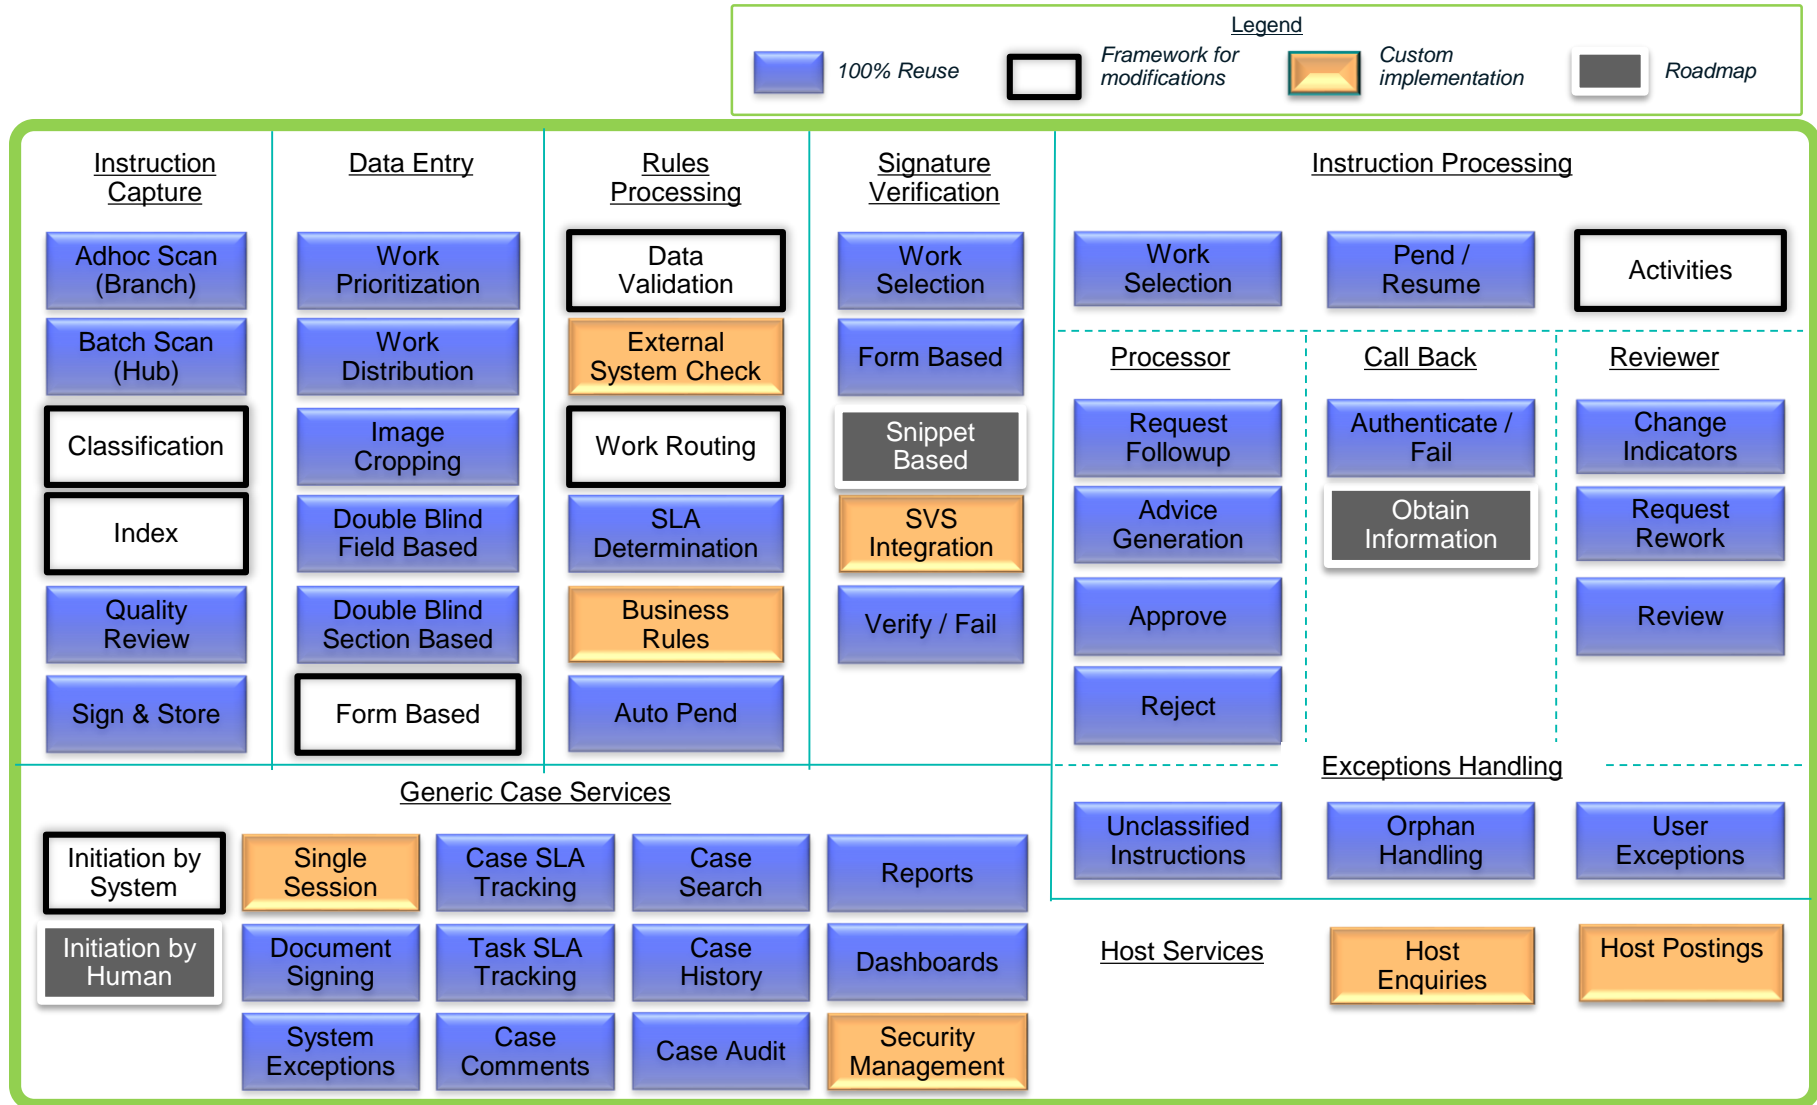 Legend
100% Reuse
Framework for
modifications
Custom
implementation
Roadmap
Instruction
Capture
Adhoc Scan
(Branch)
Batch Scan
(Hub)
Classification
Index
Quality
Review
Sign & Store
Data Entry
Work
Prioritization
Work
Distribution
Image
Cropping
Double Blind
Field Based
Double Blind
Section Based
Form Based
Rules
Processing
Data
Validation
External
System Check
Work Routing
SLA
Determination
Business
Rules
Auto Pend
Signature
Verification
Work
Selection
Form Based
Snippet
Based
SVS
Integration
Verify / Fail
Instruction Processing
Work
Selection
Pend /
Resume
Activities
Processor
Request
Followup
Advice
Generation
Approve
Reject
Call Back
Authenticate /
Fail
Obtain
Information
Reviewer
Change
Indicators
Request
Rework
Review
Exceptions Handling
Unclassified
Instructions
Orphan
Handling
User
Exceptions
Generic Case Services
Initiation by
System
Single
Session
Case SLA
Tracking
Case
Search
Reports
Initiation by
Human
Document
Signing
Task SLA
Tracking
Case
History
Dashboards
System
Exceptions
Case
Comments
Case Audit
Security
Management
Host Services
Host
Enquiries
Host Postings